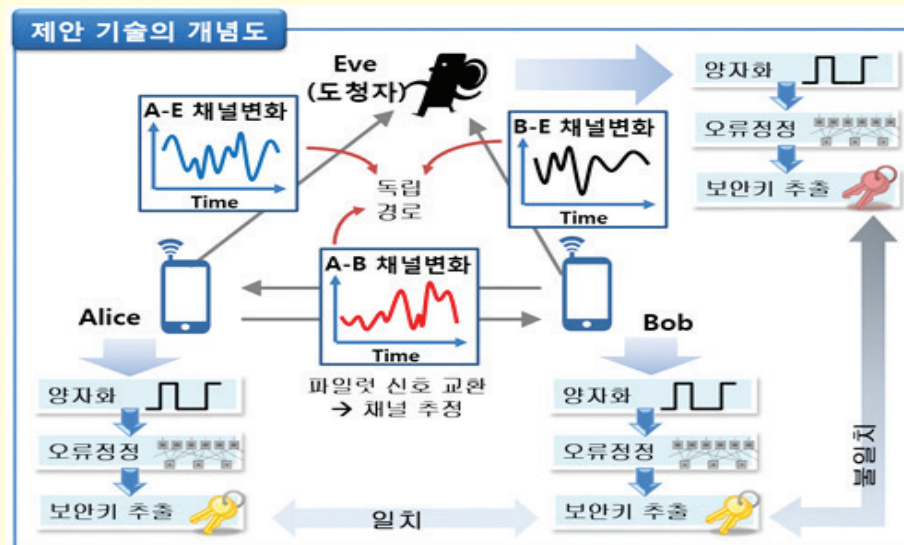 제안 기술의 개념도
Eve
(도청자)
A-E 채널변화
Time
B-E 채널변화
Time
독립
경로
양자화
오류정정
보안키 추출
A-B 채널변화
Time
Alice
Bob
파일럿 신호 교환
→ 채널 추정
양자화
오류정정
보안키 추출
양자화
오류정정
보안키 추출
일치
불일치